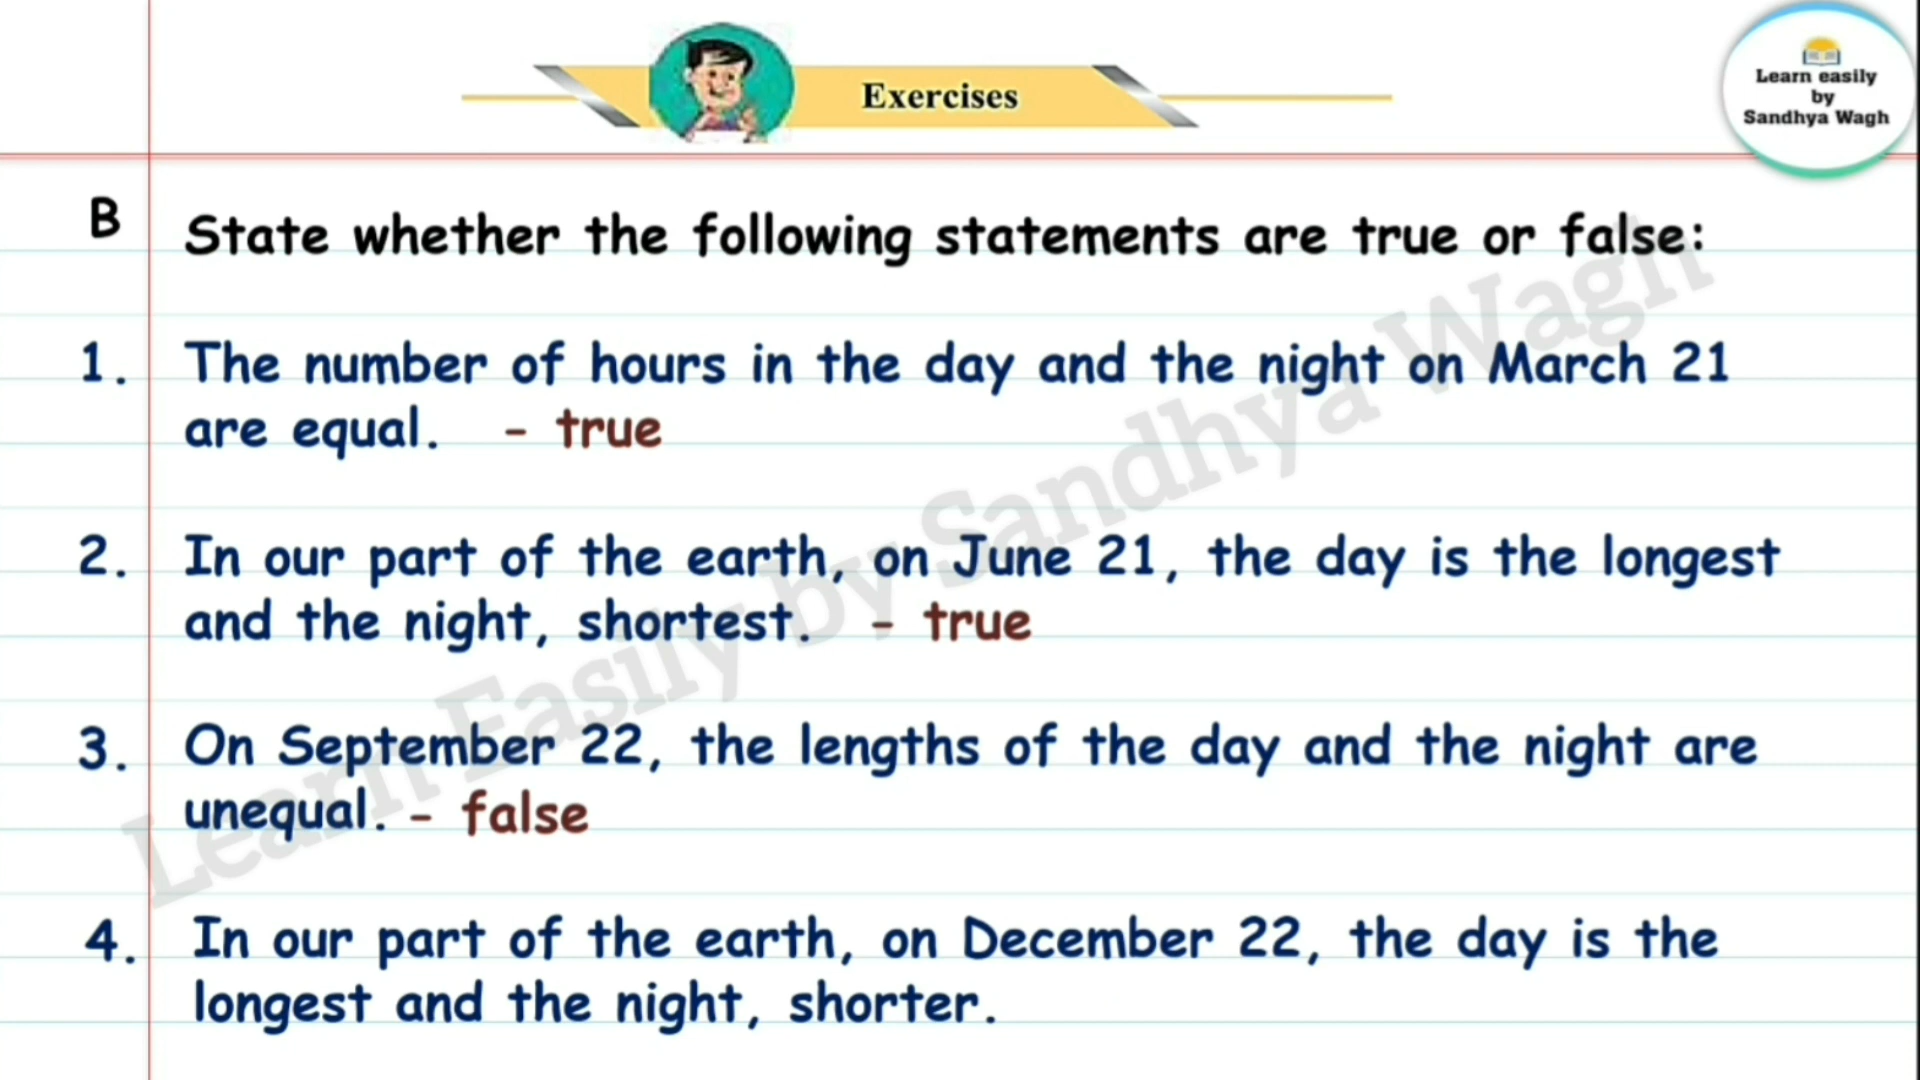 Exercises
Learn easily
by
Sandhya Wagh
B State whether the following statements are true or false:
1. The number of hours in the day and the night on March 21
are equal. - true
2. In our part of the earth, on June 21, the day is the longest
and the night, shortest. - true
3. On September 22, the lengths of the day and the night are
unequal. - false
4. In our part of the earth, on December 22, the day is the
longest and the night, shorter.
Learn Easily by Sandhya Wagh